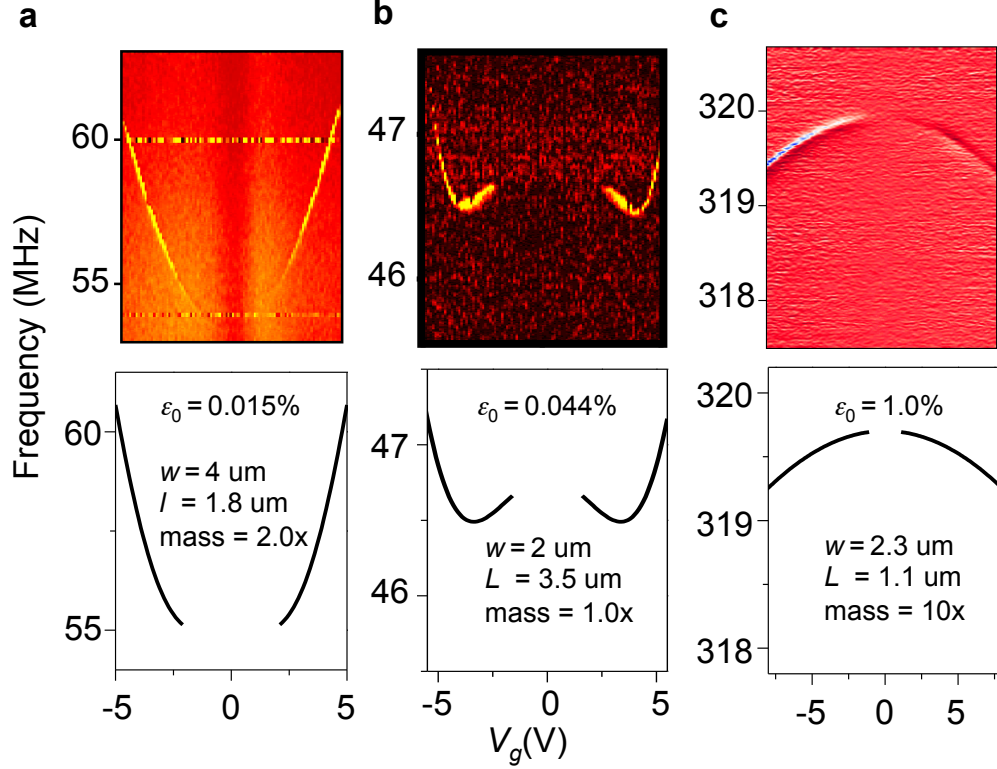 a
b
c
Frequency (MHz)
60
55
47
46
320
319
318
ε₀ = 0.015%
w = 4 um
l = 1.8 um
mass = 2.0x
60
55
-5 0 5
ε₀ = 0.044%
w = 2 um
L = 3.5 um
mass = 1.0x
47
46
-5 0 5
ε₀ = 1.0%
w = 2.3 um
L = 1.1 um
mass = 10x
320
319
318
-5 0 5
V_g(V)